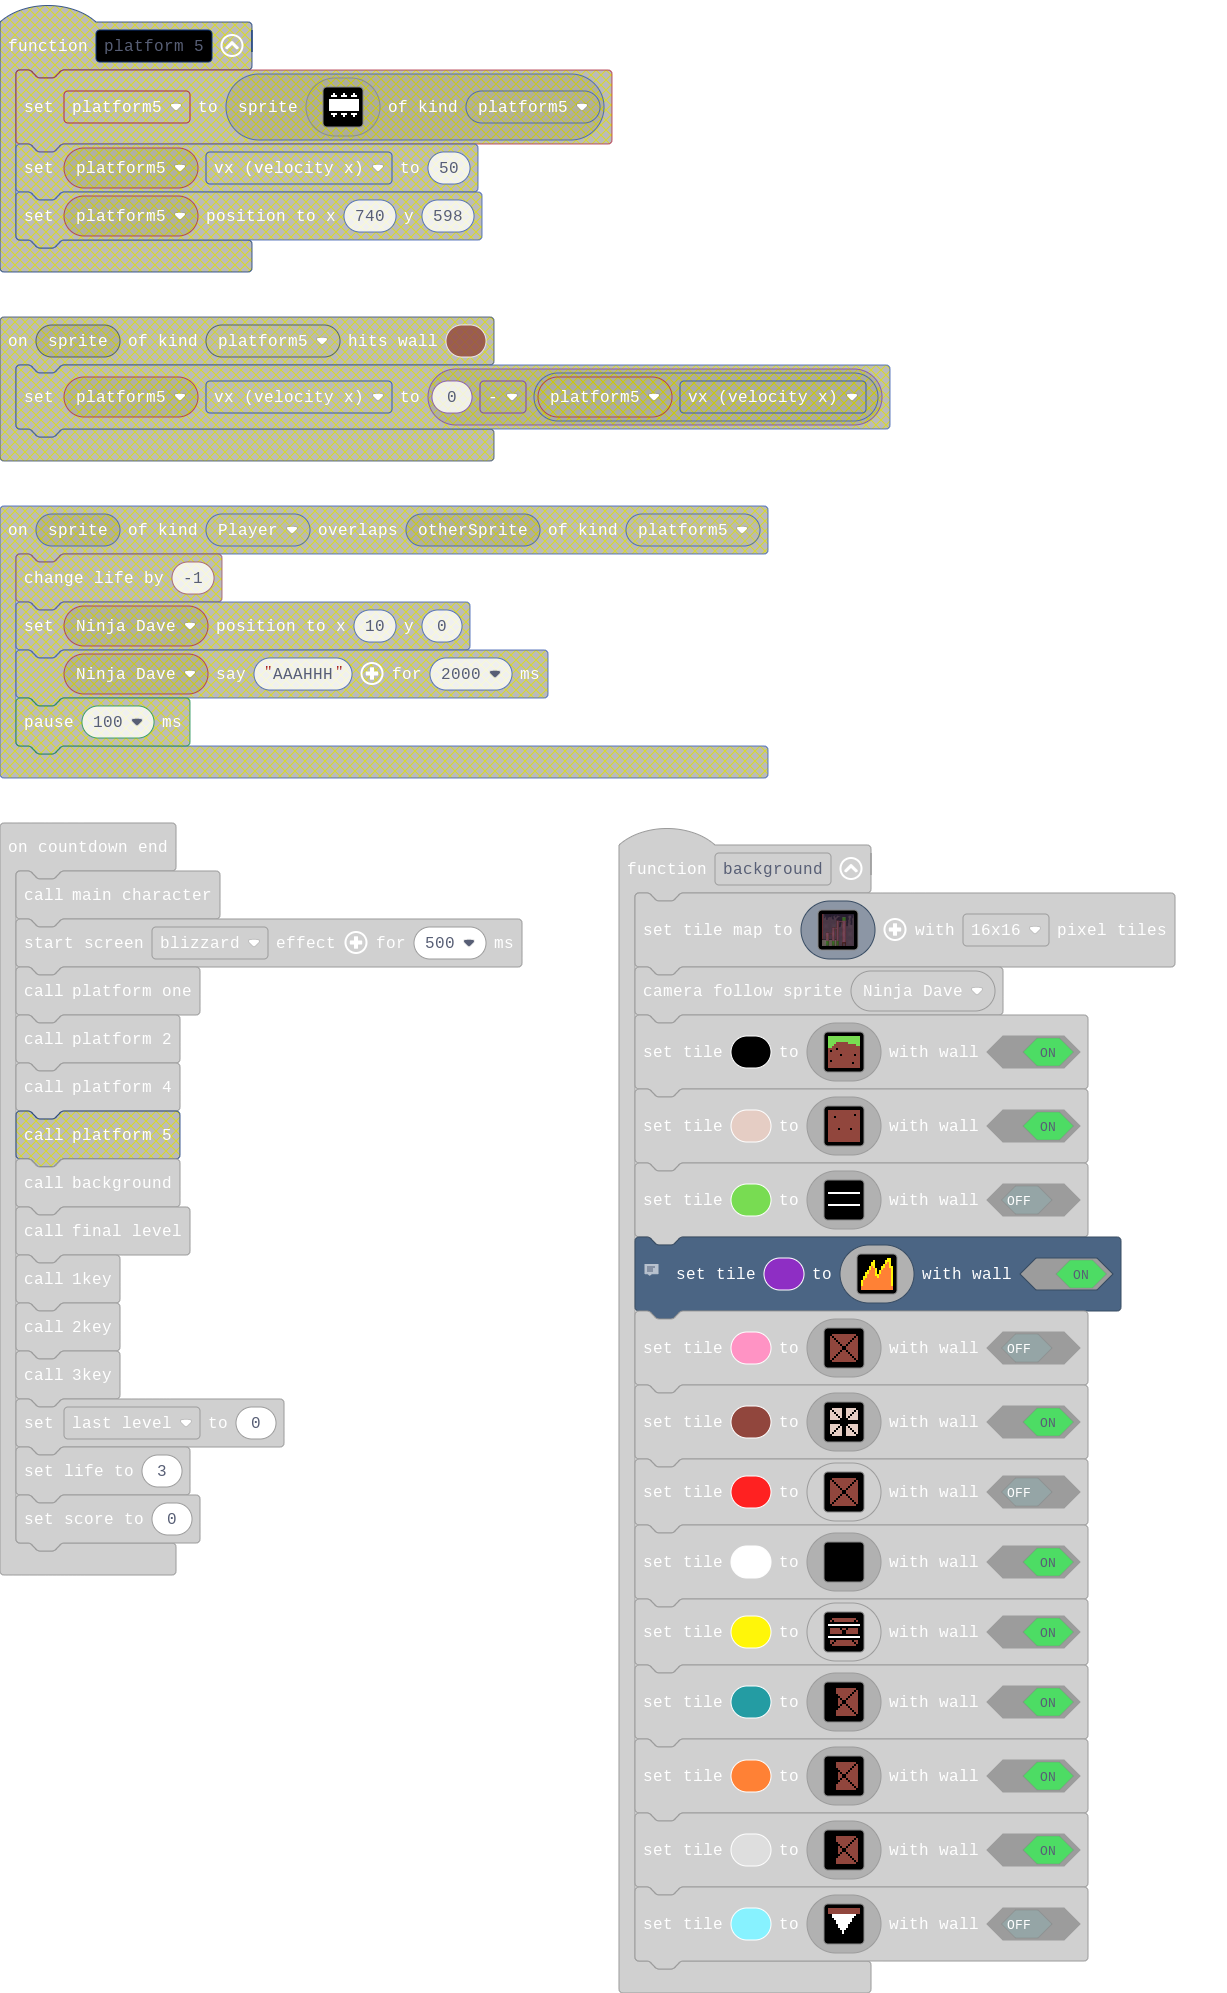 function platform 5
set platform5 to sprite of kind platform5
set platform5 vx (velocity x) to 50
set platform5 position to x 740 y 598
on sprite of kind platform5 hits wall
set platform5 vx (velocity x) to 0 - platform5 vx (velocity x)
on sprite of kind Player overlaps otherSprite of kind platform5
change life by -1
set Ninja Dave position to x 10 y 0
Ninja Dave say "AAAHHH" for 2000 ms
pause 100 ms
on countdown end
call main character
start screen blizzard effect for 500 ms
call platform one
call platform 2
call platform 4
call platform 5
call background
call final level
call 1key
call 2key
call 3key
set last level to 0
set life to 3
set score to 0
function background
set tile map to with 16x16 pixel tiles
camera follow sprite Ninja Dave
set tile to with wall ON
set tile to with wall ON
set tile to with wall OFF
set tile to with wall ON
set tile to with wall OFF
set tile to with wall ON
set tile to with wall OFF
set tile to with wall ON
set tile to with wall ON
set tile to with wall ON
set tile to with wall ON
set tile to with wall ON
set tile to with wall OFF